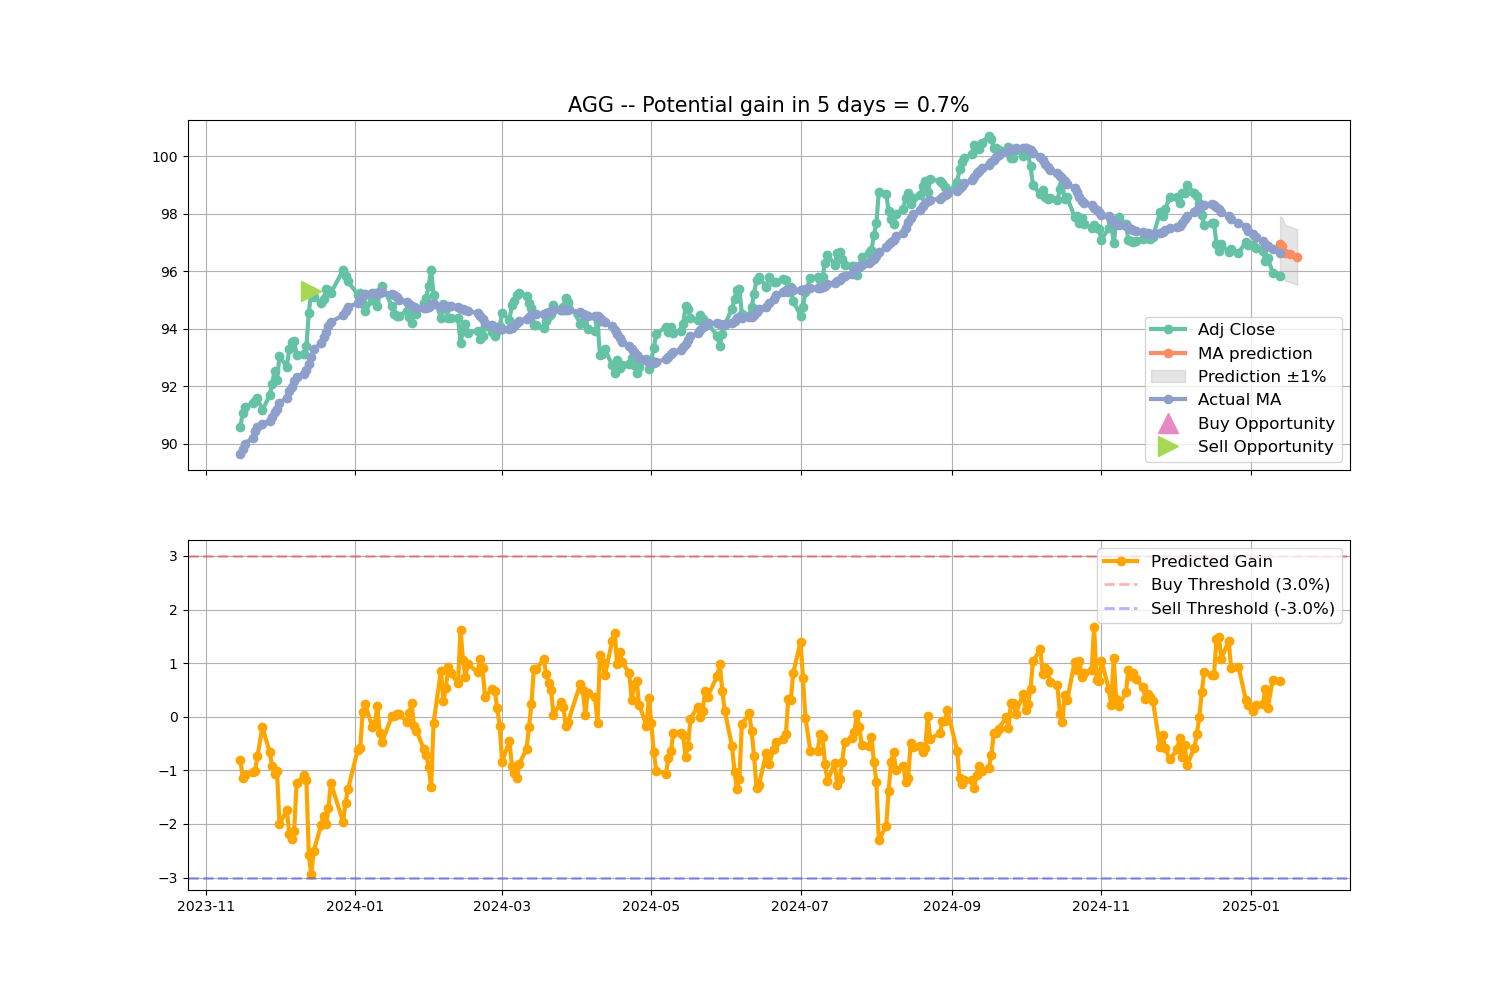 AGG -- Potential gain in 5 days = 0.7%
100
98
96
94
92
90
Adj Close
MA prediction
Prediction ±1%
Actual MA
Buy Opportunity
Sell Opportunity
3
2
1
0
−1
−2
−3
Predicted Gain
Buy Threshold (3.0%)
Sell Threshold (-3.0%)
2023-11 2024-01 2024-03 2024-05 2024-07 2024-09 2024-11 2025-01